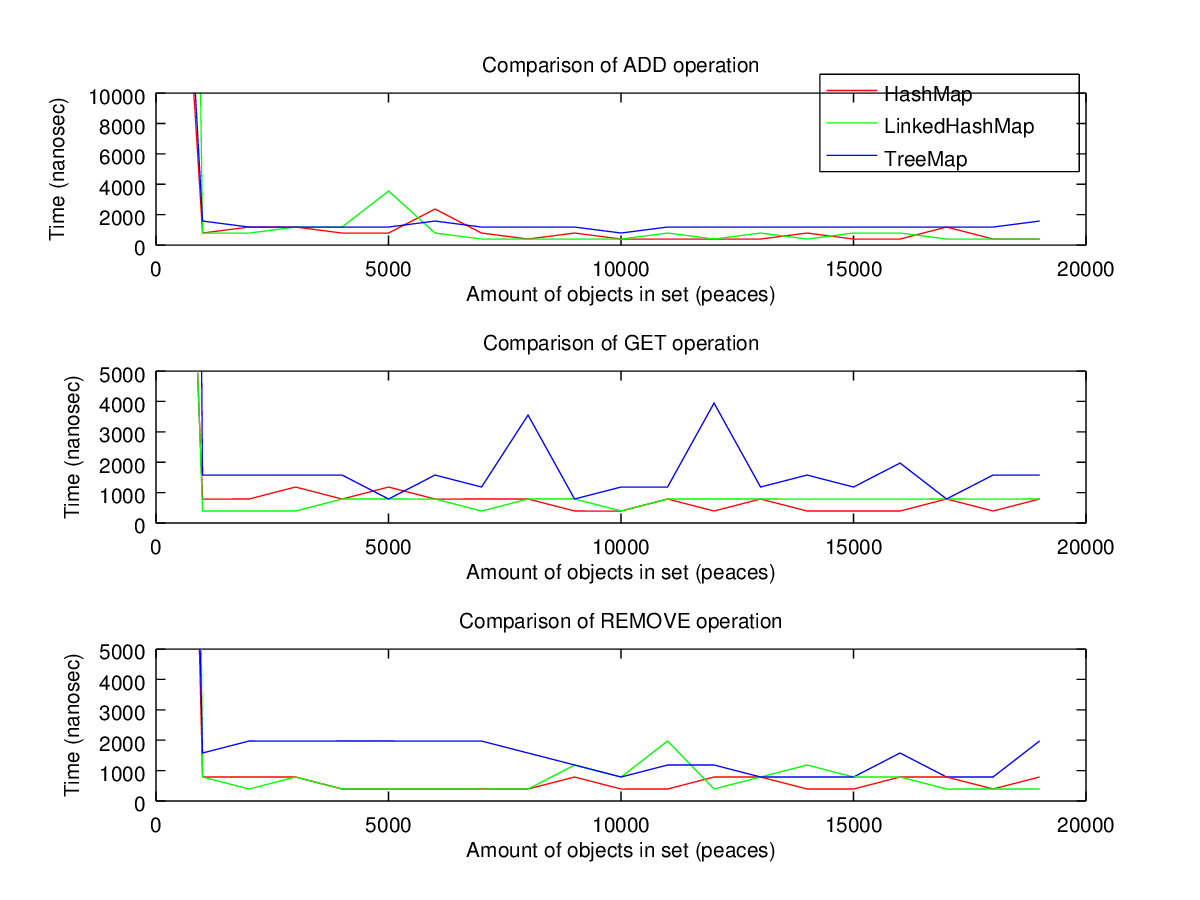 Comparison of ADD operation
HashMap
LinkedHashMap
TreeMap
Time (nanosec)
10000
8000
6000
4000
2000
0
0 5000 10000 15000 20000
Amount of objects in set (peaces)
Comparison of GET operation
Time (nanosec)
5000
4000
3000
2000
1000
0
0 5000 10000 15000 20000
Amount of objects in set (peaces)
Comparison of REMOVE operation
Time (nanosec)
5000
4000
3000
2000
1000
0
0 5000 10000 15000 20000
Amount of objects in set (peaces)